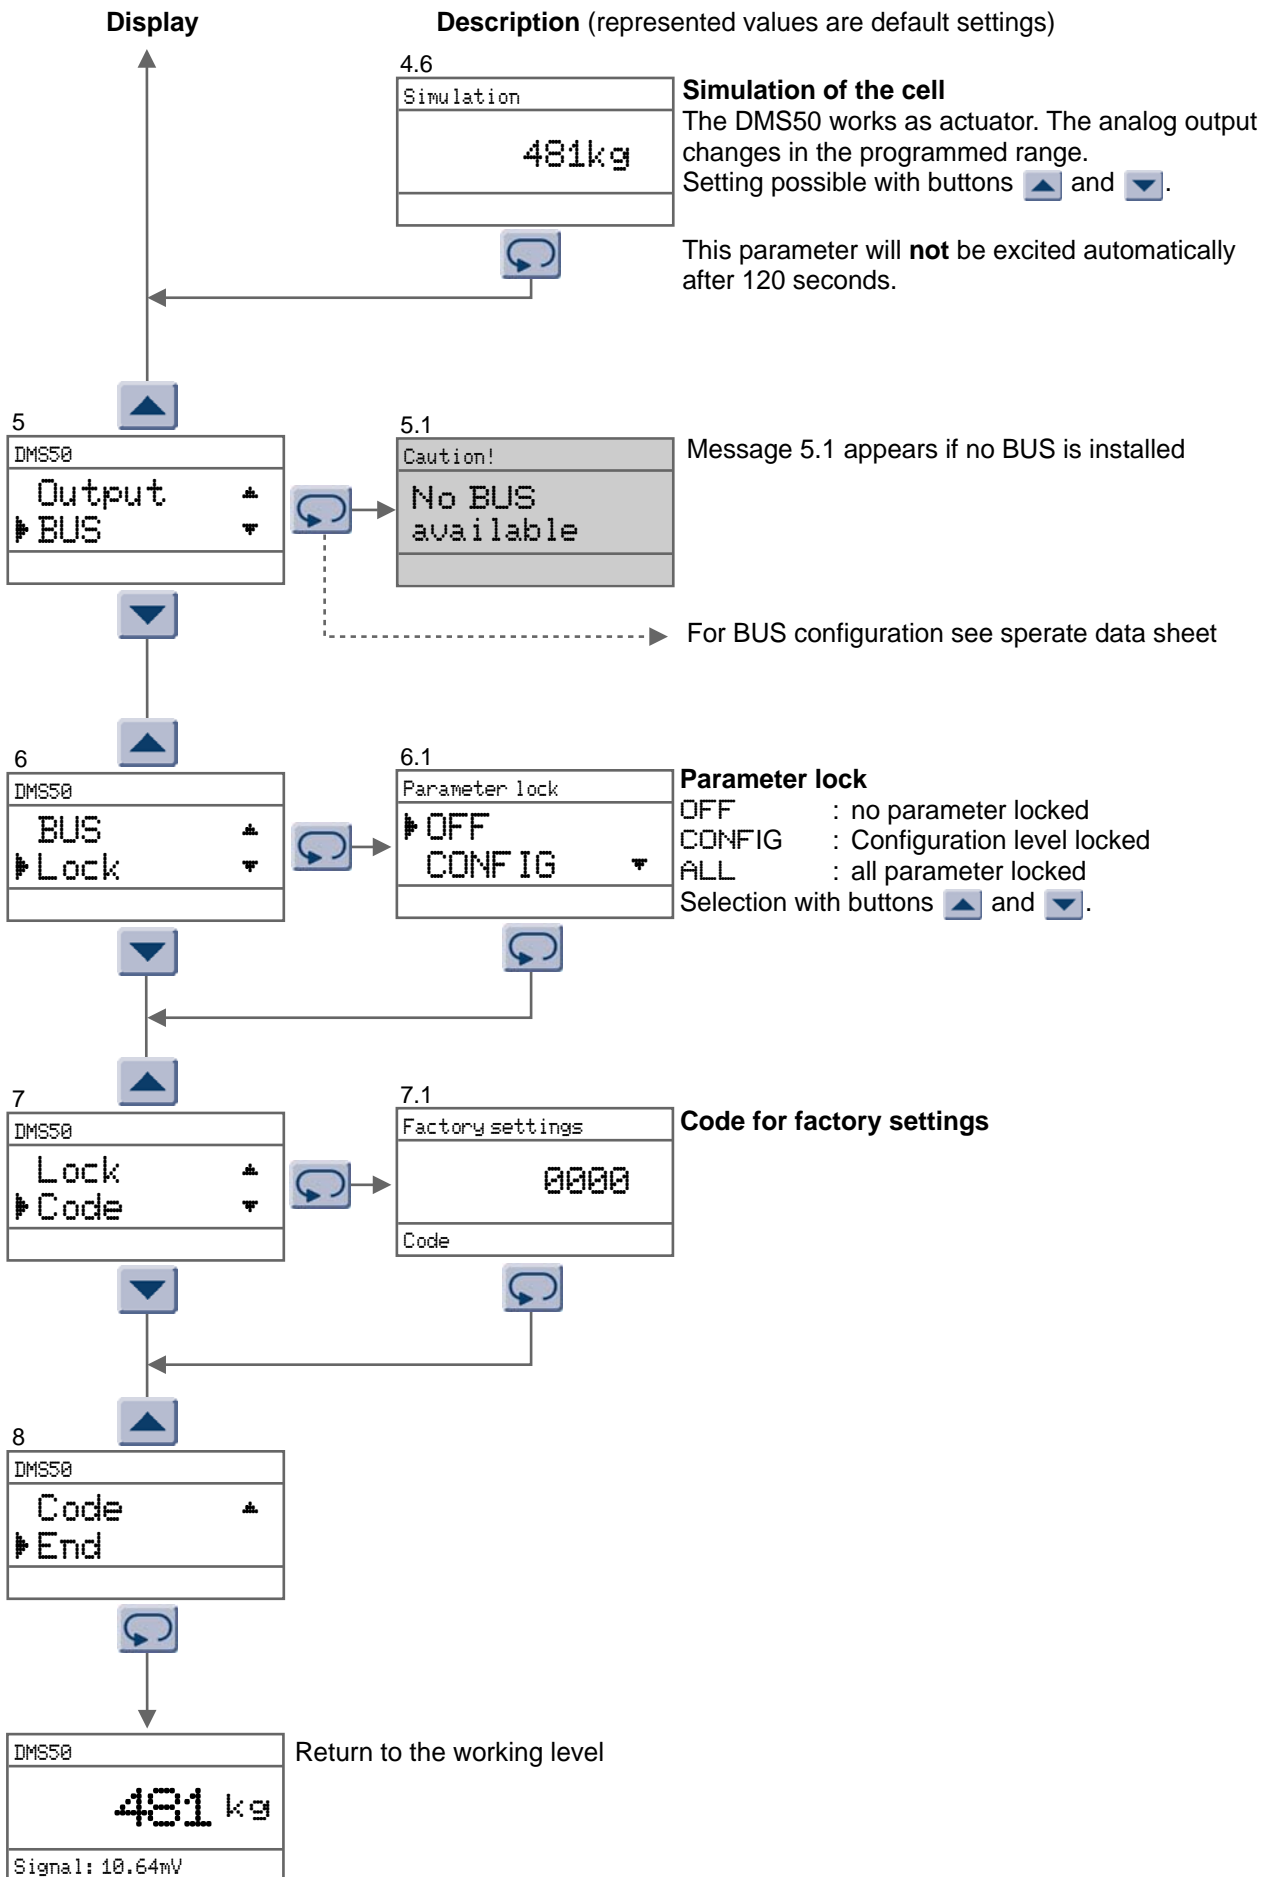 Display
Description (represented values are default settings)
4.6
Simulation
481kg
Simulation of the cell
The DMS50 works as actuator. The analog output
changes in the programmed range.
Setting possible with buttons and .
This parameter will not be excited automatically
after 120 seconds.
5
DMS50
Output
BUS
5.1
Caution!
No BUS
available
Message 5.1 appears if no BUS is installed
For BUS configuration see sperate data sheet
6
DMS50
BUS
Lock
6.1
Parameter lock
OFF
CONFIG
Parameter lock
OFF : no parameter locked
CONFIG : Configuration level locked
ALL : all parameter locked
Selection with buttons and .
7
DMS50
Lock
Code
7.1
Factory settings
0000
Code
Code for factory settings
8
DMS50
Code
End
DMS50
481 kg
Signal: 10.64mV
Return to the working level